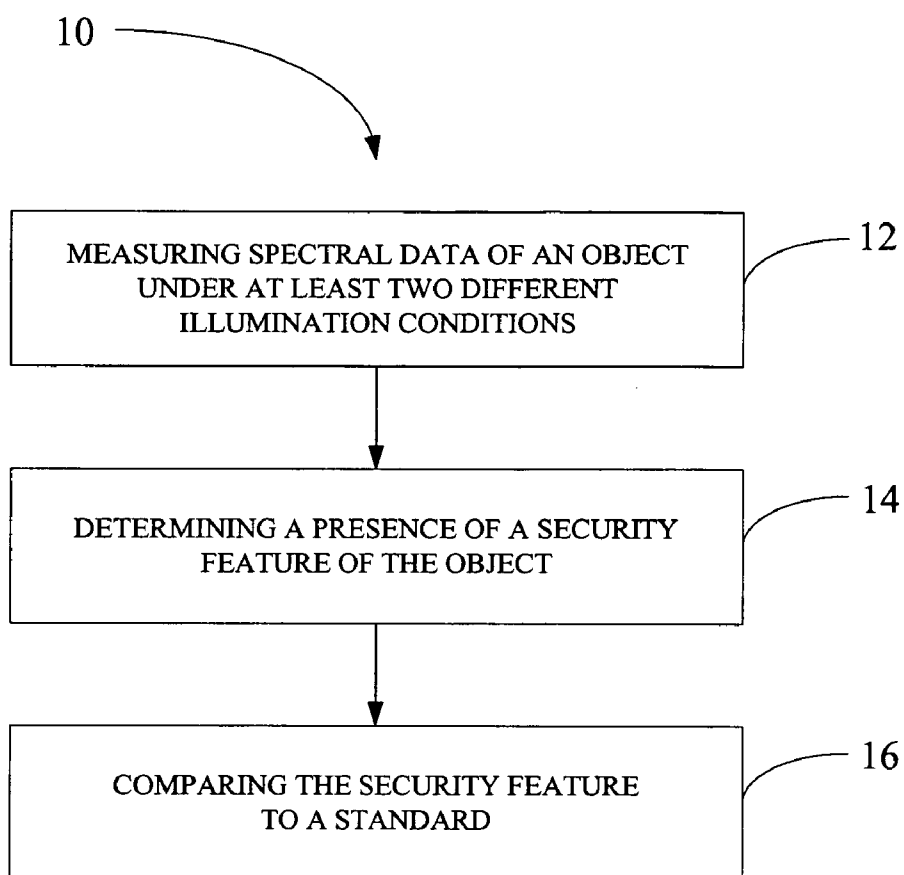 10
MEASURING SPECTRAL DATA OF AN OBJECT
UNDER AT LEAST TWO DIFFERENT
ILLUMINATION CONDITIONS
12
DETERMINING A PRESENCE OF A SECURITY
FEATURE OF THE OBJECT
14
COMPARING THE SECURITY FEATURE
TO A STANDARD
16